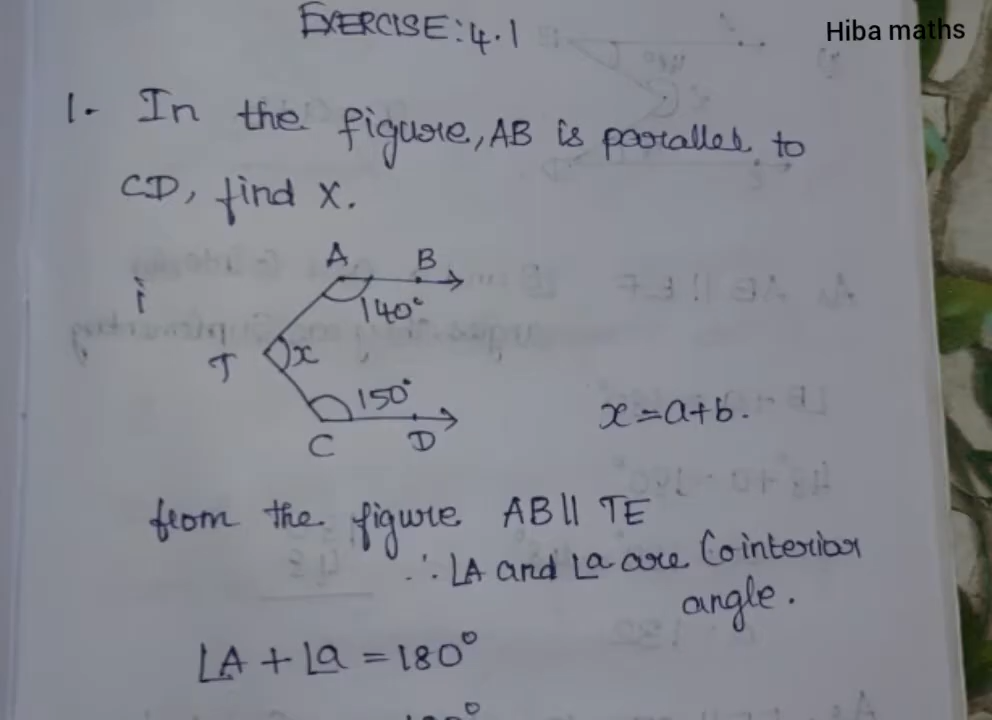 EXERCISE: 4.1
Hiba maths
1. In the figure, AB is parallel to
CD, find x.
i
A B
140°
T x
150°
C D
x=a+b.
from the figure AB || TE
∴ ∠A and ∠a are Cointerior
angle.
∠A + ∠a = 180°